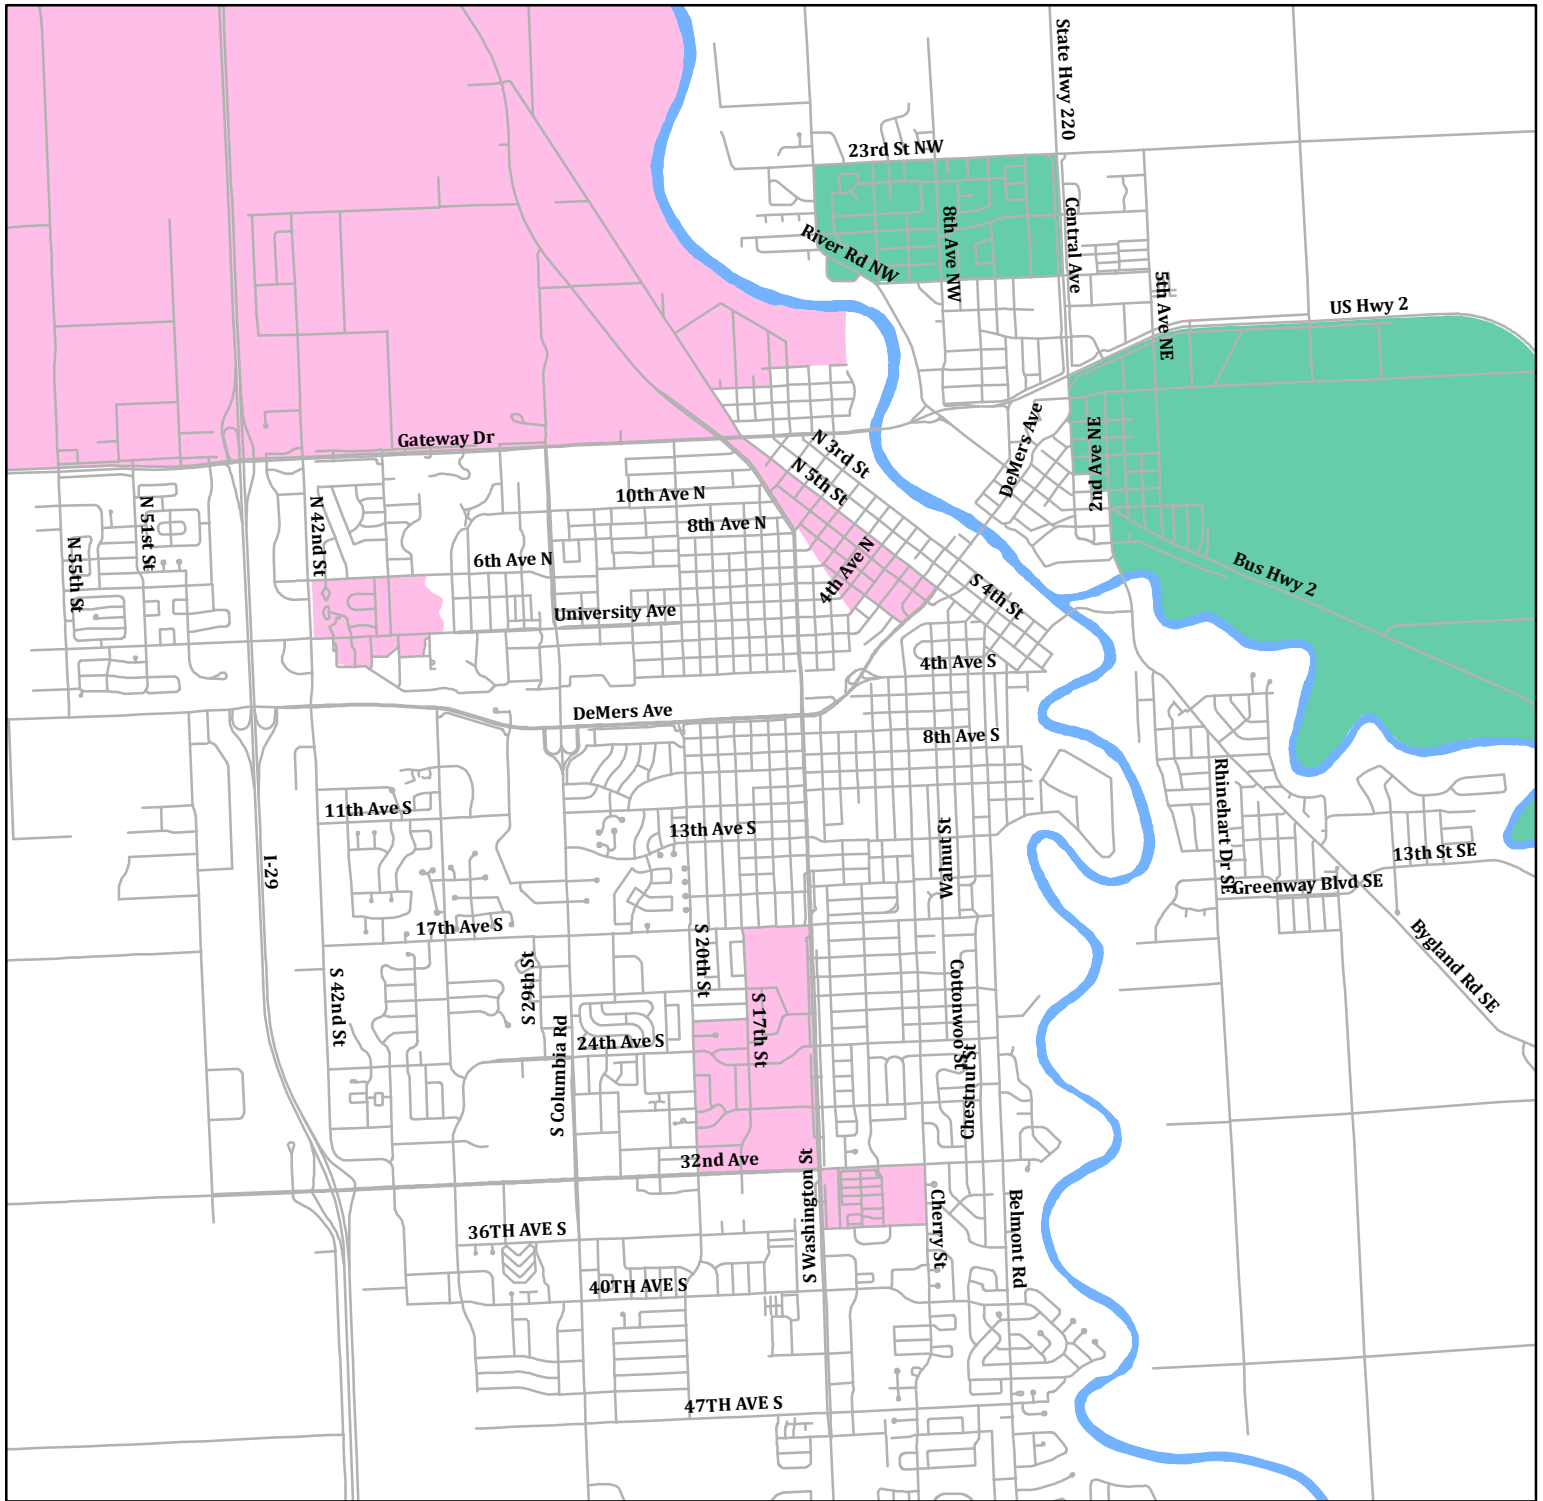 State Hwy 220
23rd St NW
8th Ave NW
Central Ave
River Rd NW
5th Ave NE
US Hwy 2
DeMers Ave
2nd Ave NE
Gateway Dr
N 3rd St
N 5th St
10th Ave N
8th Ave N
N 42nd St
N 51st St
N 55th St
6th Ave N
4th Ave N
University Ave
S 4th St
Bus Hwy 2
4th Ave S
DeMers Ave
8th Ave S
11th Ave S
13th Ave S
Walnut St
Rhinehart Dr SE
13th St SE
Greenway Blvd SE
I-29
17th Ave S
S 20th St
S 29th St
S 42nd St
S 17th St
Cottonwood St
Bygland Rd SE
24th Ave S
S Columbia Rd
Chestnut St
32nd Ave
S Washington St
Cherry St
Belmont Rd
36TH AVE S
40TH AVE S
47TH AVE S